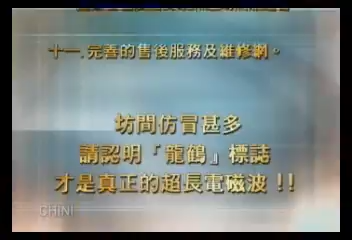 十一.完善的售後服務及維修網。
坊間仿冒甚多
請認明『龍鶴』標誌
才是真正的超長電磁波!!
CHINI